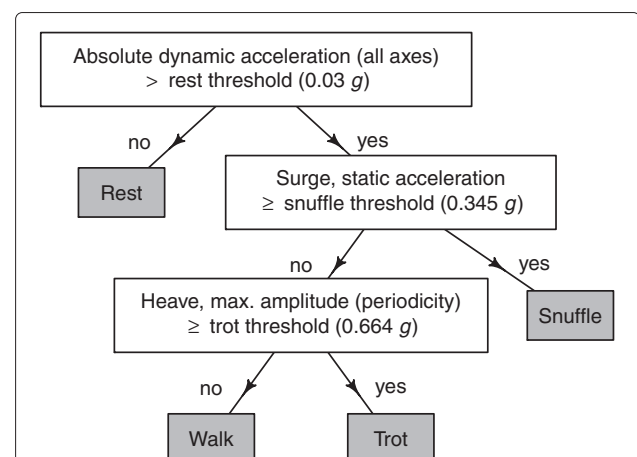 Absolute dynamic acceleration (all axes)
> rest threshold (0.03 g)
no
yes
Rest
Surge, static acceleration
≥ snuffle threshold (0.345 g)
no
yes
Heave, max. amplitude (periodicity)
≥ trot threshold (0.664 g)
Snuffle
no
yes
Walk
Trot